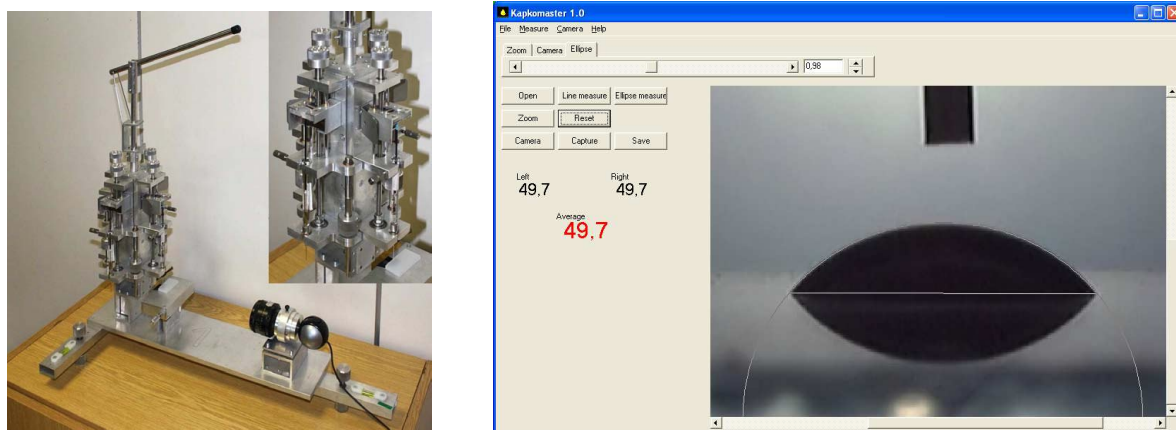 Kapkomaster 1.0
File Measure Camera Help
Zoom Camera Ellipse
0,98
Open Line measure Ellipse measure
Zoom Reset
Camera Capture Save
Left Right
49,7 49,7
Average
49,7